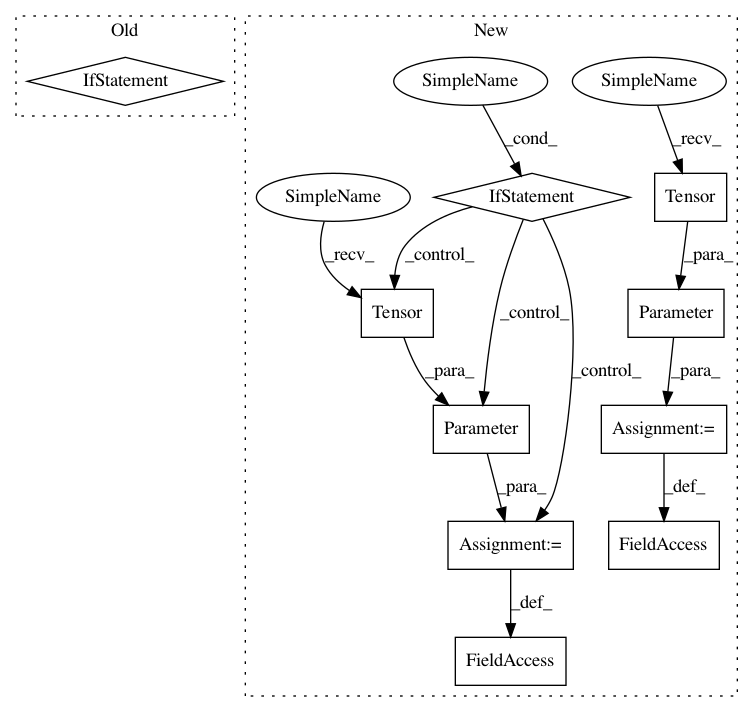 Old
New
IfStatement
SimpleName
SimpleName
_cond_
_recv_
SimpleName
IfStatement
Tensor
_recv_
_control_
_control_
_para_
_control_
Tensor
Parameter
_para_
_para_
Parameter
Assignment:=
_para_
_def_
Assignment:=
FieldAccess
_def_
FieldAccess